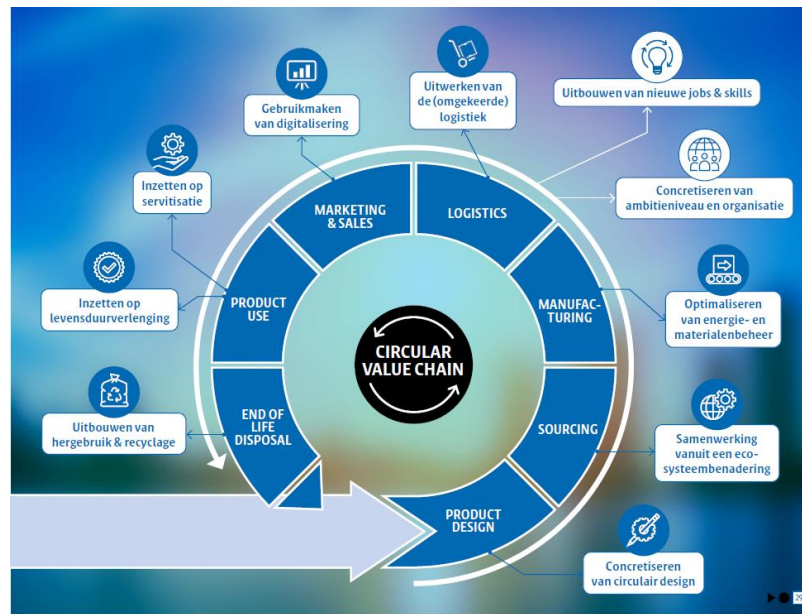 Uitwerken van
de (omgekeerde)
logistiek
Uitbouwen van nieuwe jobs & skills
Gebruikmaken
van digitalisering
Inzetten op
servitisatie
Concretiseren van
ambitieniveau en organisatie
MARKETING
& SALES
LOGISTICS
Inzetten op
levensduurverlenging
PRODUCT
USE
MANUFAC-
TURING
Optimaliseren
van energie- en
materialenbeheer
CIRCULAR
VALUE CHAIN
Uitbouwen van
hergebruik & recyclage
END OF
LIFE
DISPOSAL
SOURCING
Samenwerking
vanuit een eco-
systeembenadering
PRODUCT
DESIGN
Concretiseren
van circulair design
29